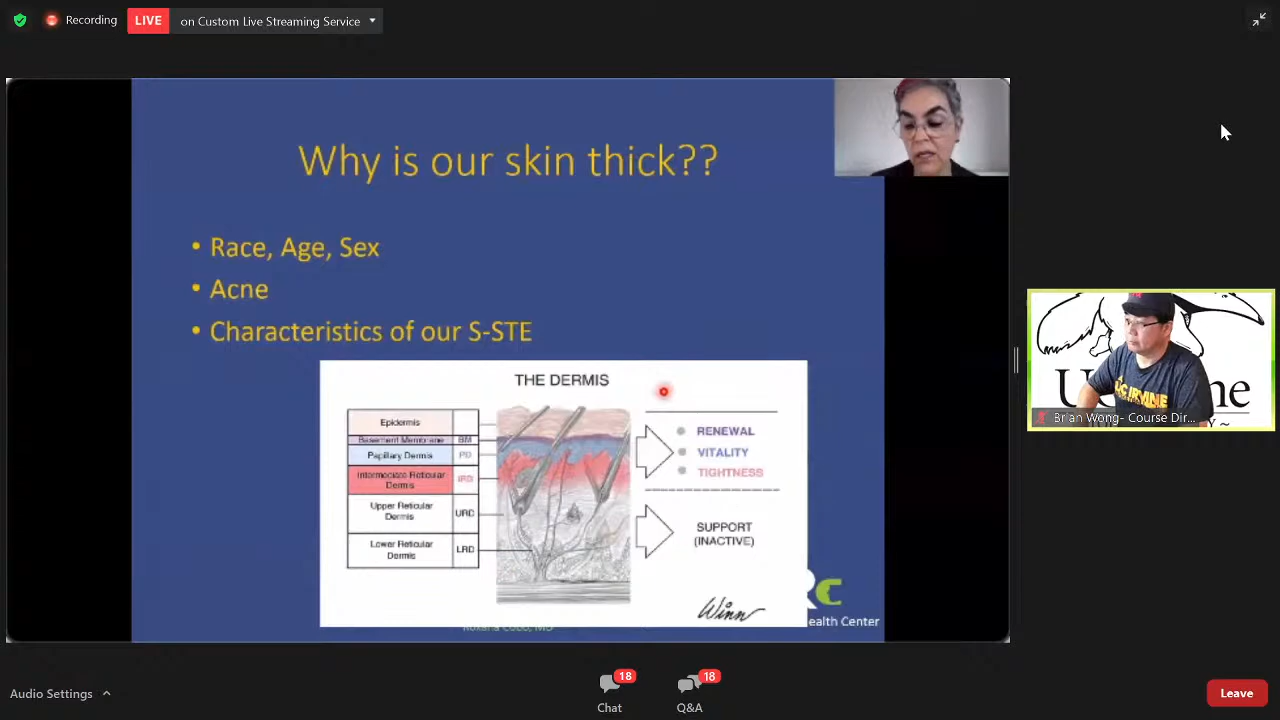 Recording
LIVE
on Custom Live Streaming Service
Why is our skin thick??
• Race, Age, Sex
• Acne
• Characteristics of our S-STE
THE DERMIS
Epidermis
Basement Membrane BM
Papillary Dermis PD
Intermediate Reticular
Dermis
IRD
Upper Reticular
Dermis
URD
Lower Reticular
Dermis
LRD
RENEWAL
VITALITY
TIGHTNESS
SUPPORT
(INACTIVE)
Winn
ealth Center
Brian Wong- Course Dir...
Audio Settings
18
Chat
18
Q&A
Leave